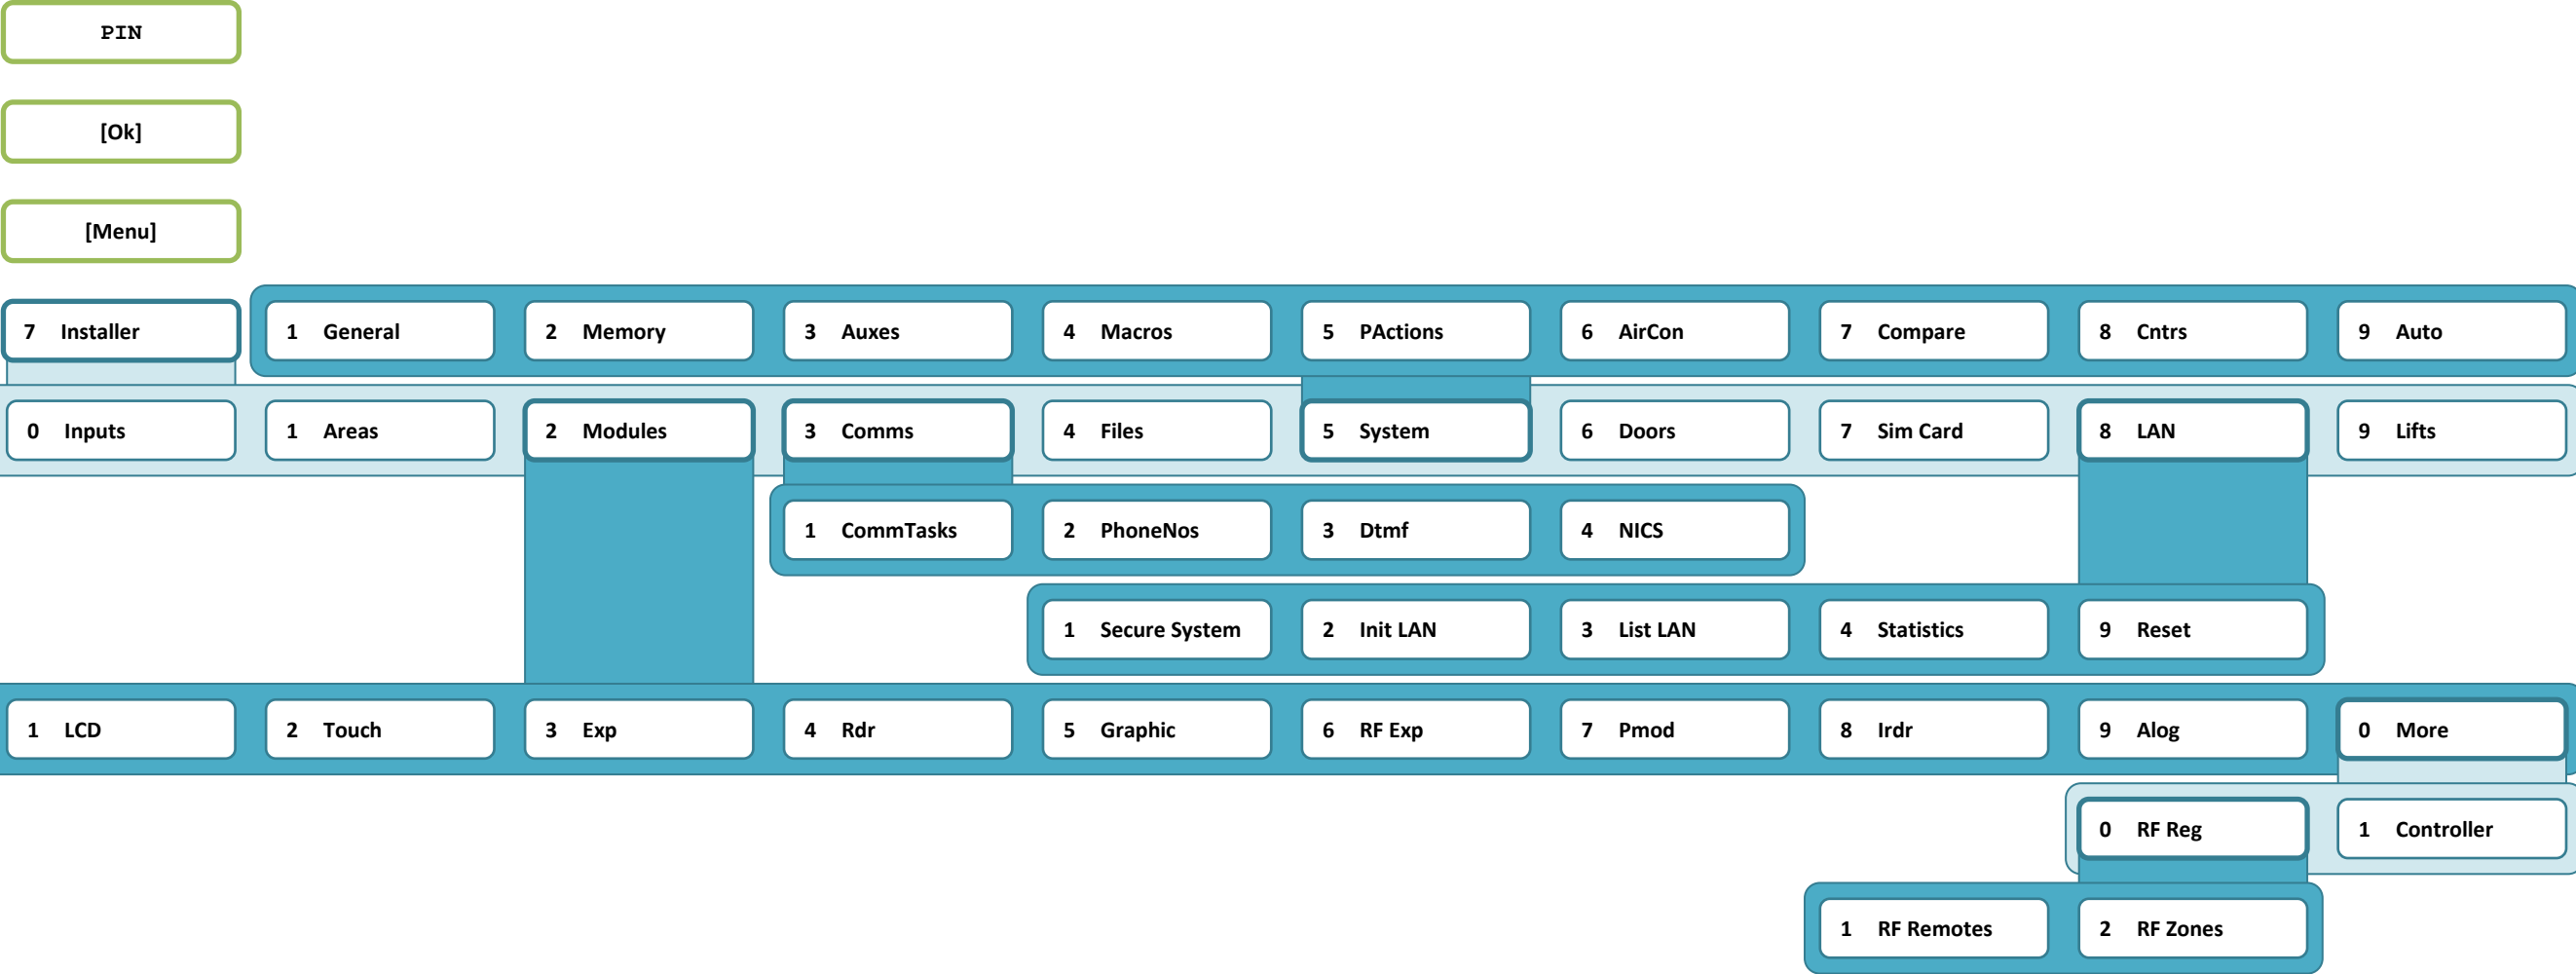 PIN
[Ok]
[Menu]
7 Installer
1 General
2 Memory
3 Auxes
4 Macros
5 PActions
6 AirCon
7 Compare
8 Cntrs
9 Auto
0 Inputs
1 Areas
2 Modules
3 Comms
4 Files
5 System
6 Doors
7 Sim Card
8 LAN
9 Lifts
1 CommTasks
2 PhoneNos
3 Dtmf
4 NICS
1 Secure System
2 Init LAN
3 List LAN
4 Statistics
9 Reset
1 LCD
2 Touch
3 Exp
4 Rdr
5 Graphic
6 RF Exp
7 Pmod
8 Irdr
9 Alog
0 More
0 RF Reg
1 Controller
1 RF Remotes
2 RF Zones